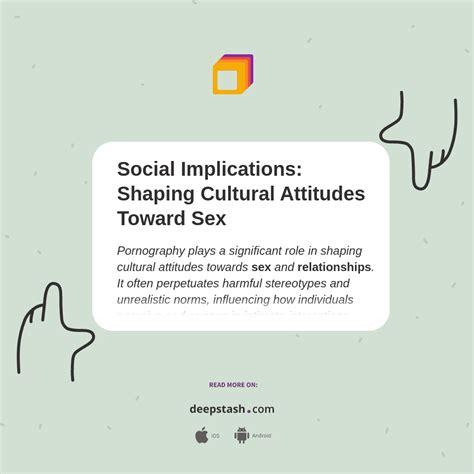 Social Implications:
Shaping Cultural Attitudes
Toward Sex
Pornography plays a significant role in shaping
cultural attitudes towards sex and relationships.
It often perpetuates harmful stereotypes and
unrealistic norms, influencing how individuals
READ MORE ON:
deepstash.com
iOS
Android